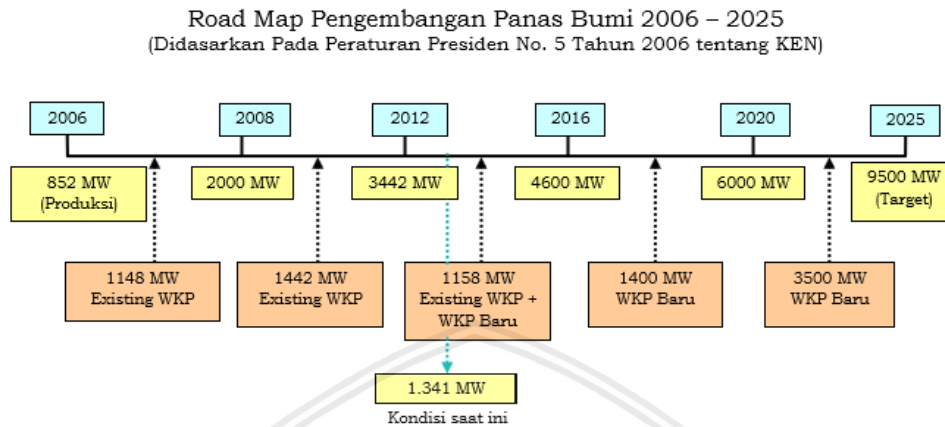 Road Map Pengembangan Panas Bumi 2006 – 2025
(Didasarkan Pada Peraturan Presiden No. 5 Tahun 2006 tentang KEN)
2006
2008
2012
2016
2020
2025
852 MW
(Produksi)
2000 MW
3442 MW
4600 MW
6000 MW
9500 MW
(Target)
1148 MW
Existing WKP
1442 MW
Existing WKP
1158 MW
Existing WKP +
WKP Baru
1400 MW
WKP Baru
3500 MW
WKP Baru
1.341 MW
Kondisi saat ini